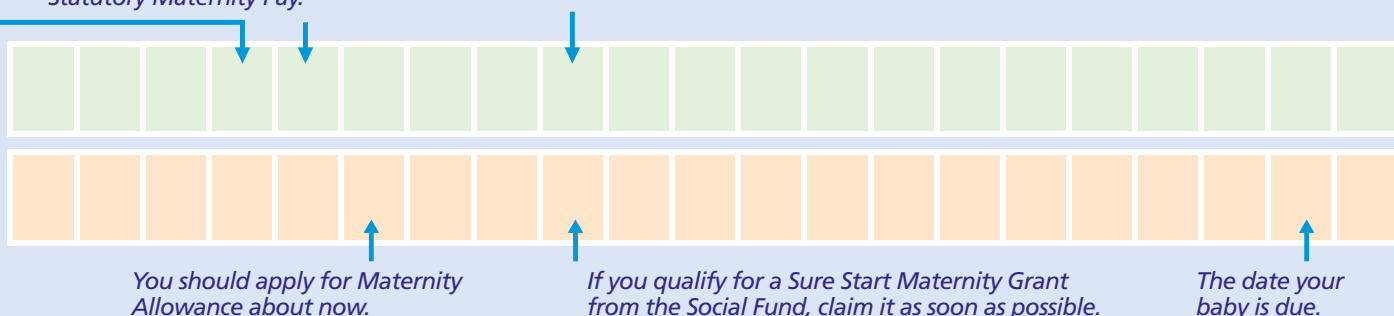 Statutory Maternity Pay.
You should apply for Maternity
Allowance about now.
If you qualify for a Sure Start Maternity Grant
from the Social Fund, claim it as soon as possible.
The date your
baby is due.